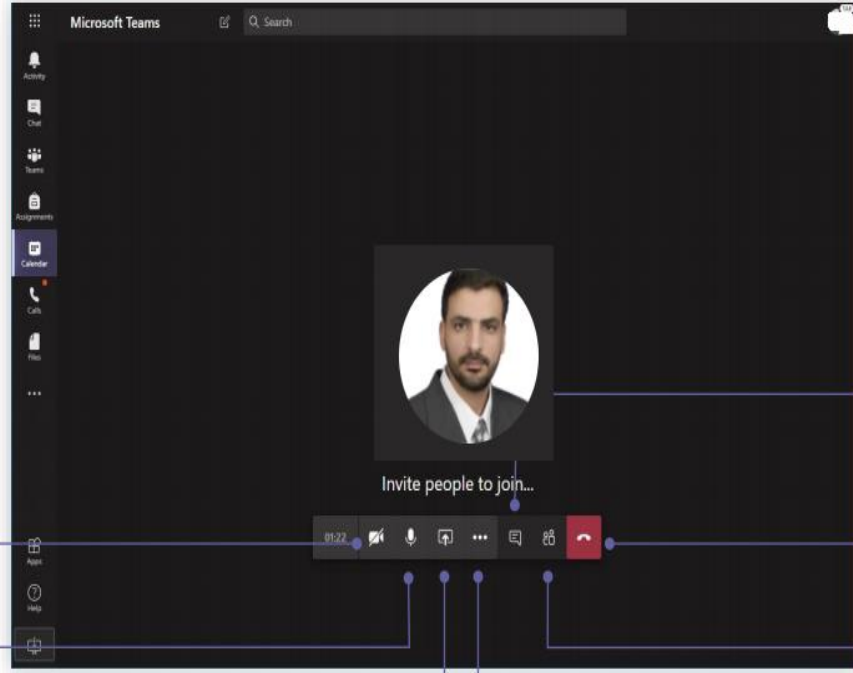 Microsoft Teams
Search
Activity
Chat
Teams
Assignments
Calendar
Calls
Files
Invite people to join...
01:22
Apps
Help